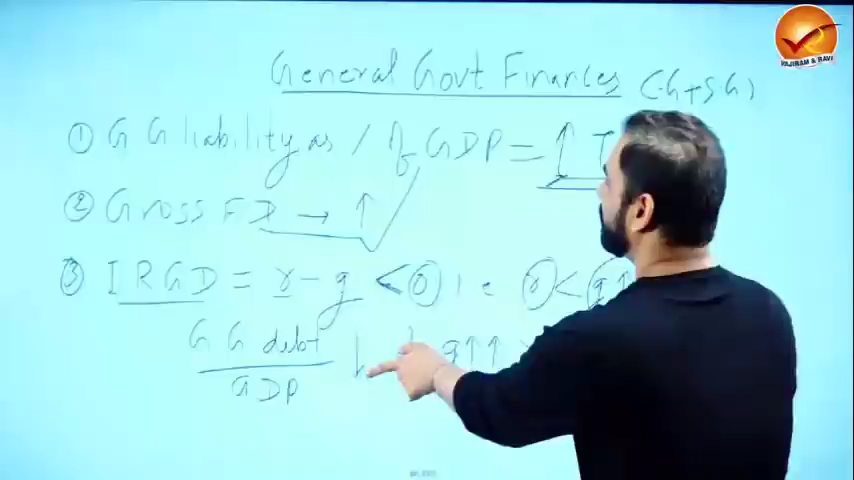 VAJIRAM & RAVI
General Govt Finances (CG+SG)
① G G liability as / of GDP = ↑
② Gross FD → ↑
③ IRGD = r - g < 0 i.e r < g ↑
G G debt ↓ g↑↑
GDP